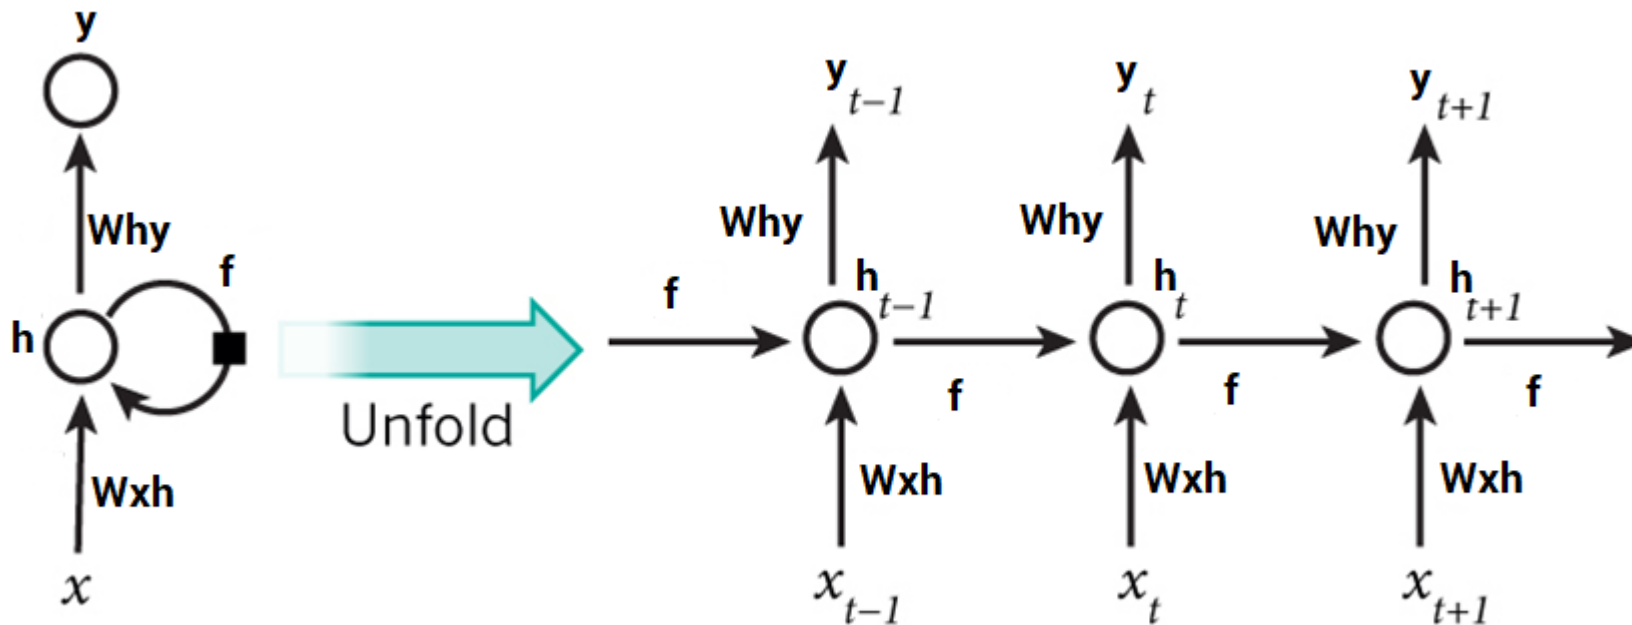 y
Why
f
h
Wxh
x
Unfold
y t-1
y t
y t+1
Why
Why
Why
f
h t-1
h t
h t+1
f
f
f
Wxh
Wxh
Wxh
x t-1
x t
x t+1